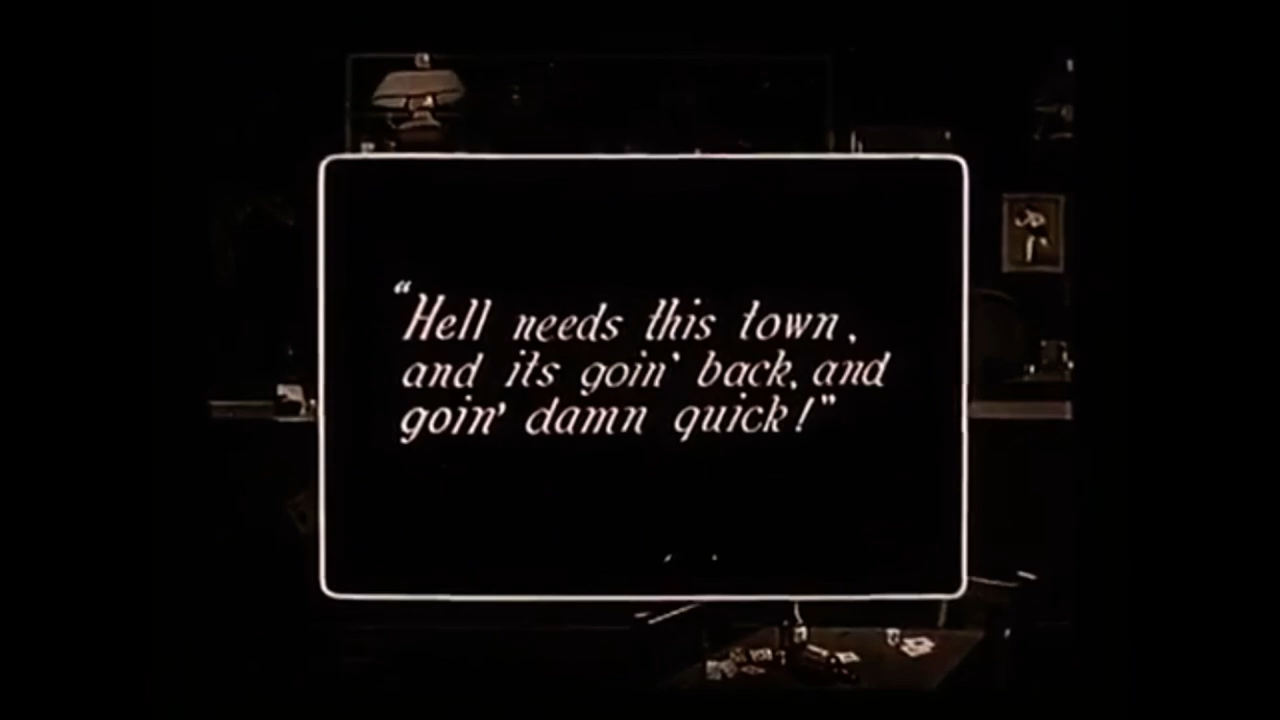 “Hell needs this town,
and its goin' back, and
goin' damn quick!”